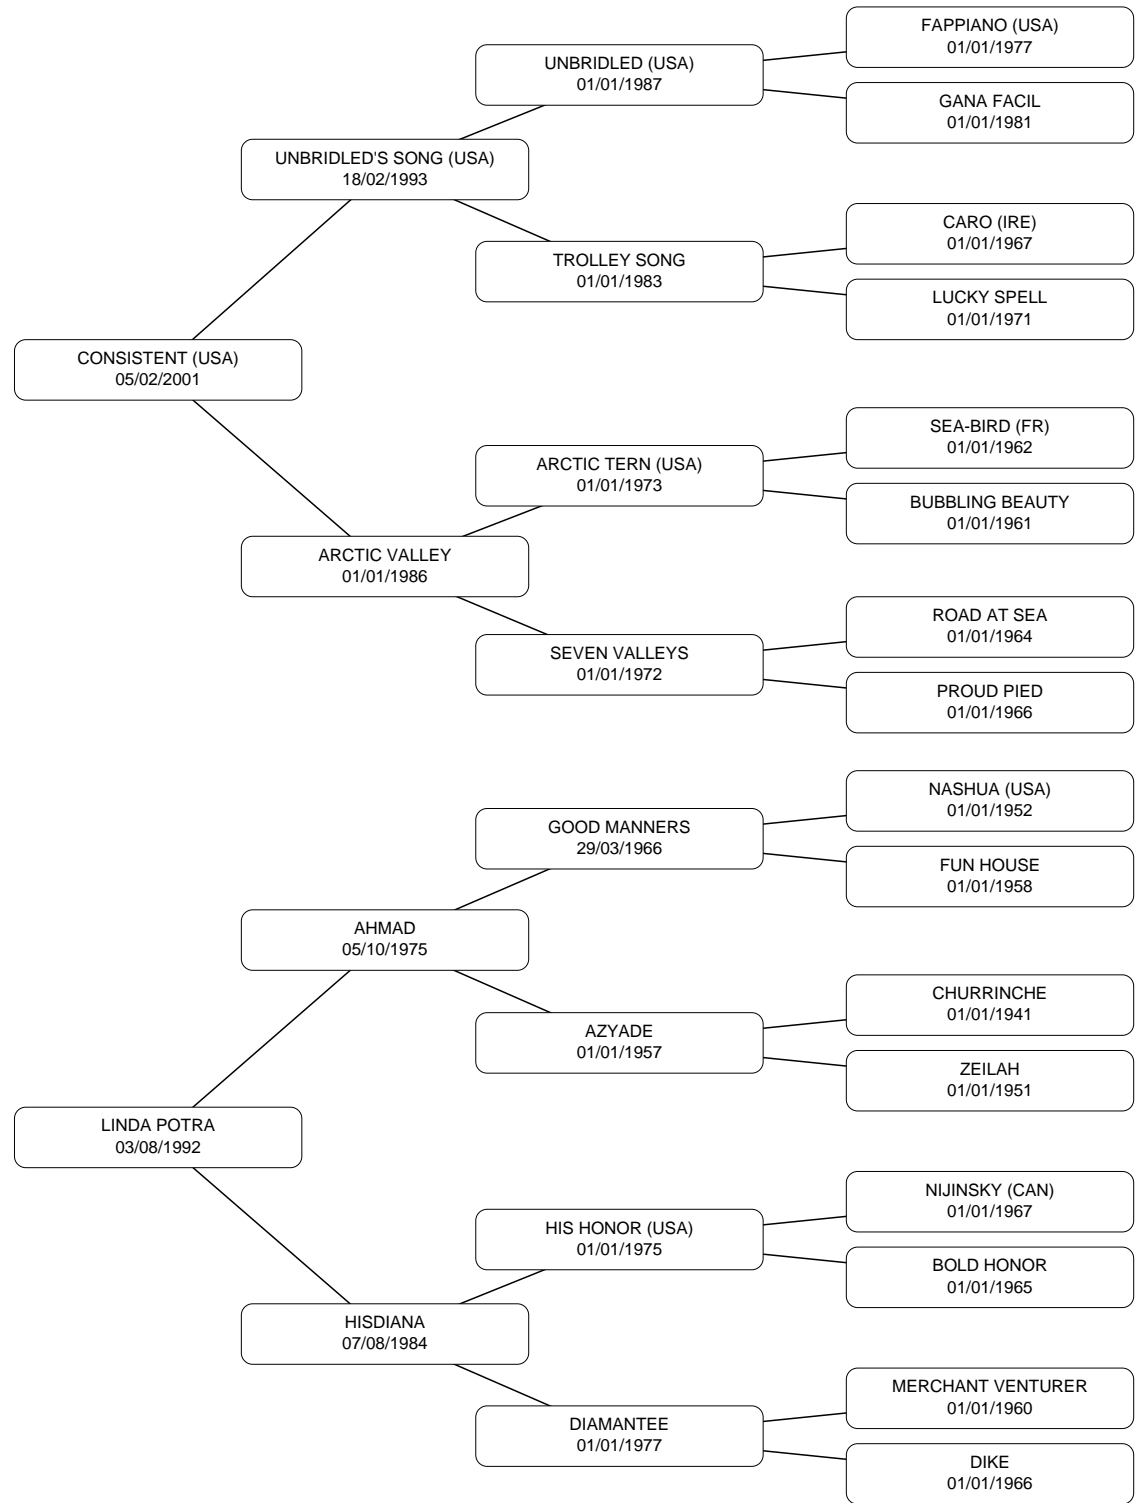 FAPPIANO (USA)
01/01/1977
UNBRIDLED (USA)
01/01/1987
GANA FACIL
01/01/1981
UNBRIDLED'S SONG (USA)
18/02/1993
CARO (IRE)
01/01/1967
TROLLEY SONG
01/01/1983
LUCKY SPELL
01/01/1971
CONSISTENT (USA)
05/02/2001
SEA-BIRD (FR)
01/01/1962
ARCTIC TERN (USA)
01/01/1973
BUBBLING BEAUTY
01/01/1961
ARCTIC VALLEY
01/01/1986
ROAD AT SEA
01/01/1964
SEVEN VALLEYS
01/01/1972
PROUD PIED
01/01/1966
NASHUA (USA)
01/01/1952
GOOD MANNERS
29/03/1966
FUN HOUSE
01/01/1958
AHMAD
05/10/1975
CHURRINCHE
01/01/1941
AZYADE
01/01/1957
ZEILAH
01/01/1951
LINDA POTRA
03/08/1992
NIJINSKY (CAN)
01/01/1967
HIS HONOR (USA)
01/01/1975
BOLD HONOR
01/01/1965
HISDIANA
07/08/1984
MERCHANT VENTURER
01/01/1960
DIAMANTEE
01/01/1977
DIKE
01/01/1966